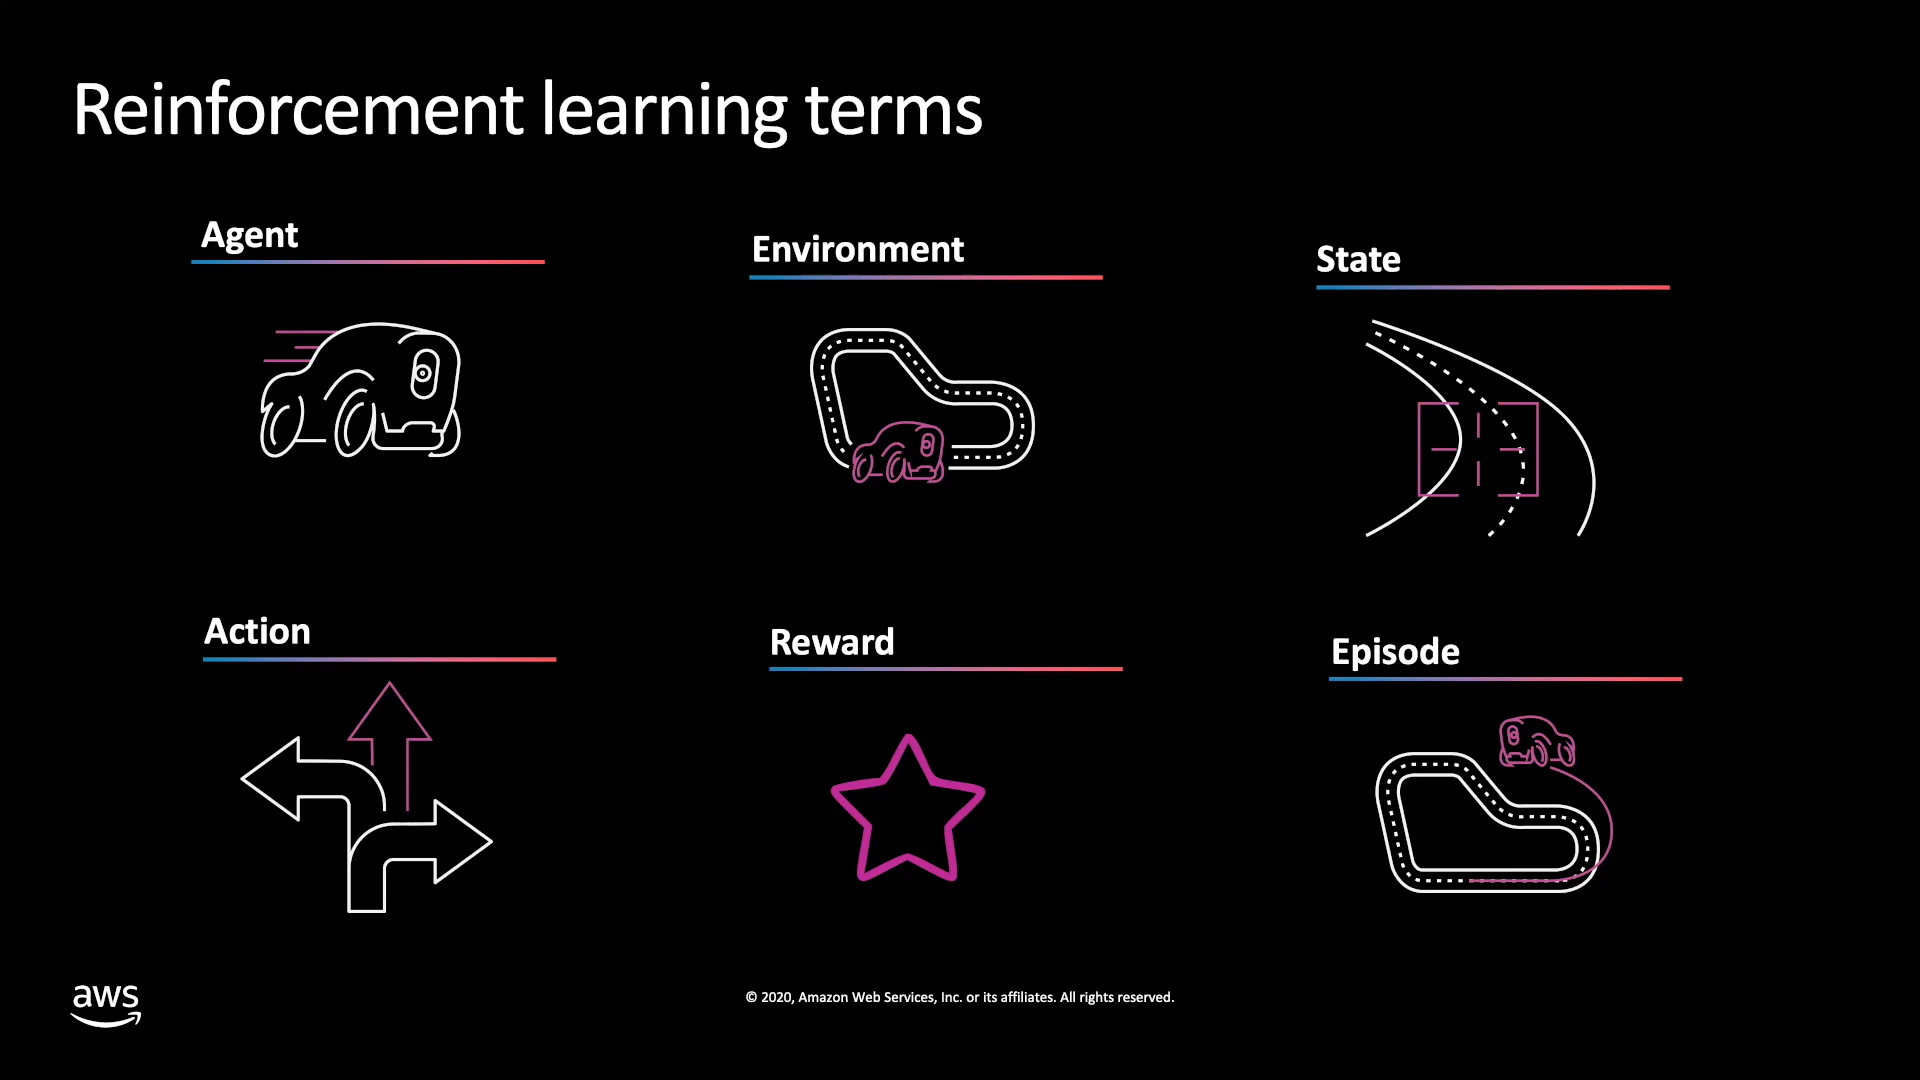 Reinforcement learning terms
Agent
Environment
State
Action
Reward
Episode
aws
© 2020, Amazon Web Services, Inc. or its affiliates. All rights reserved.